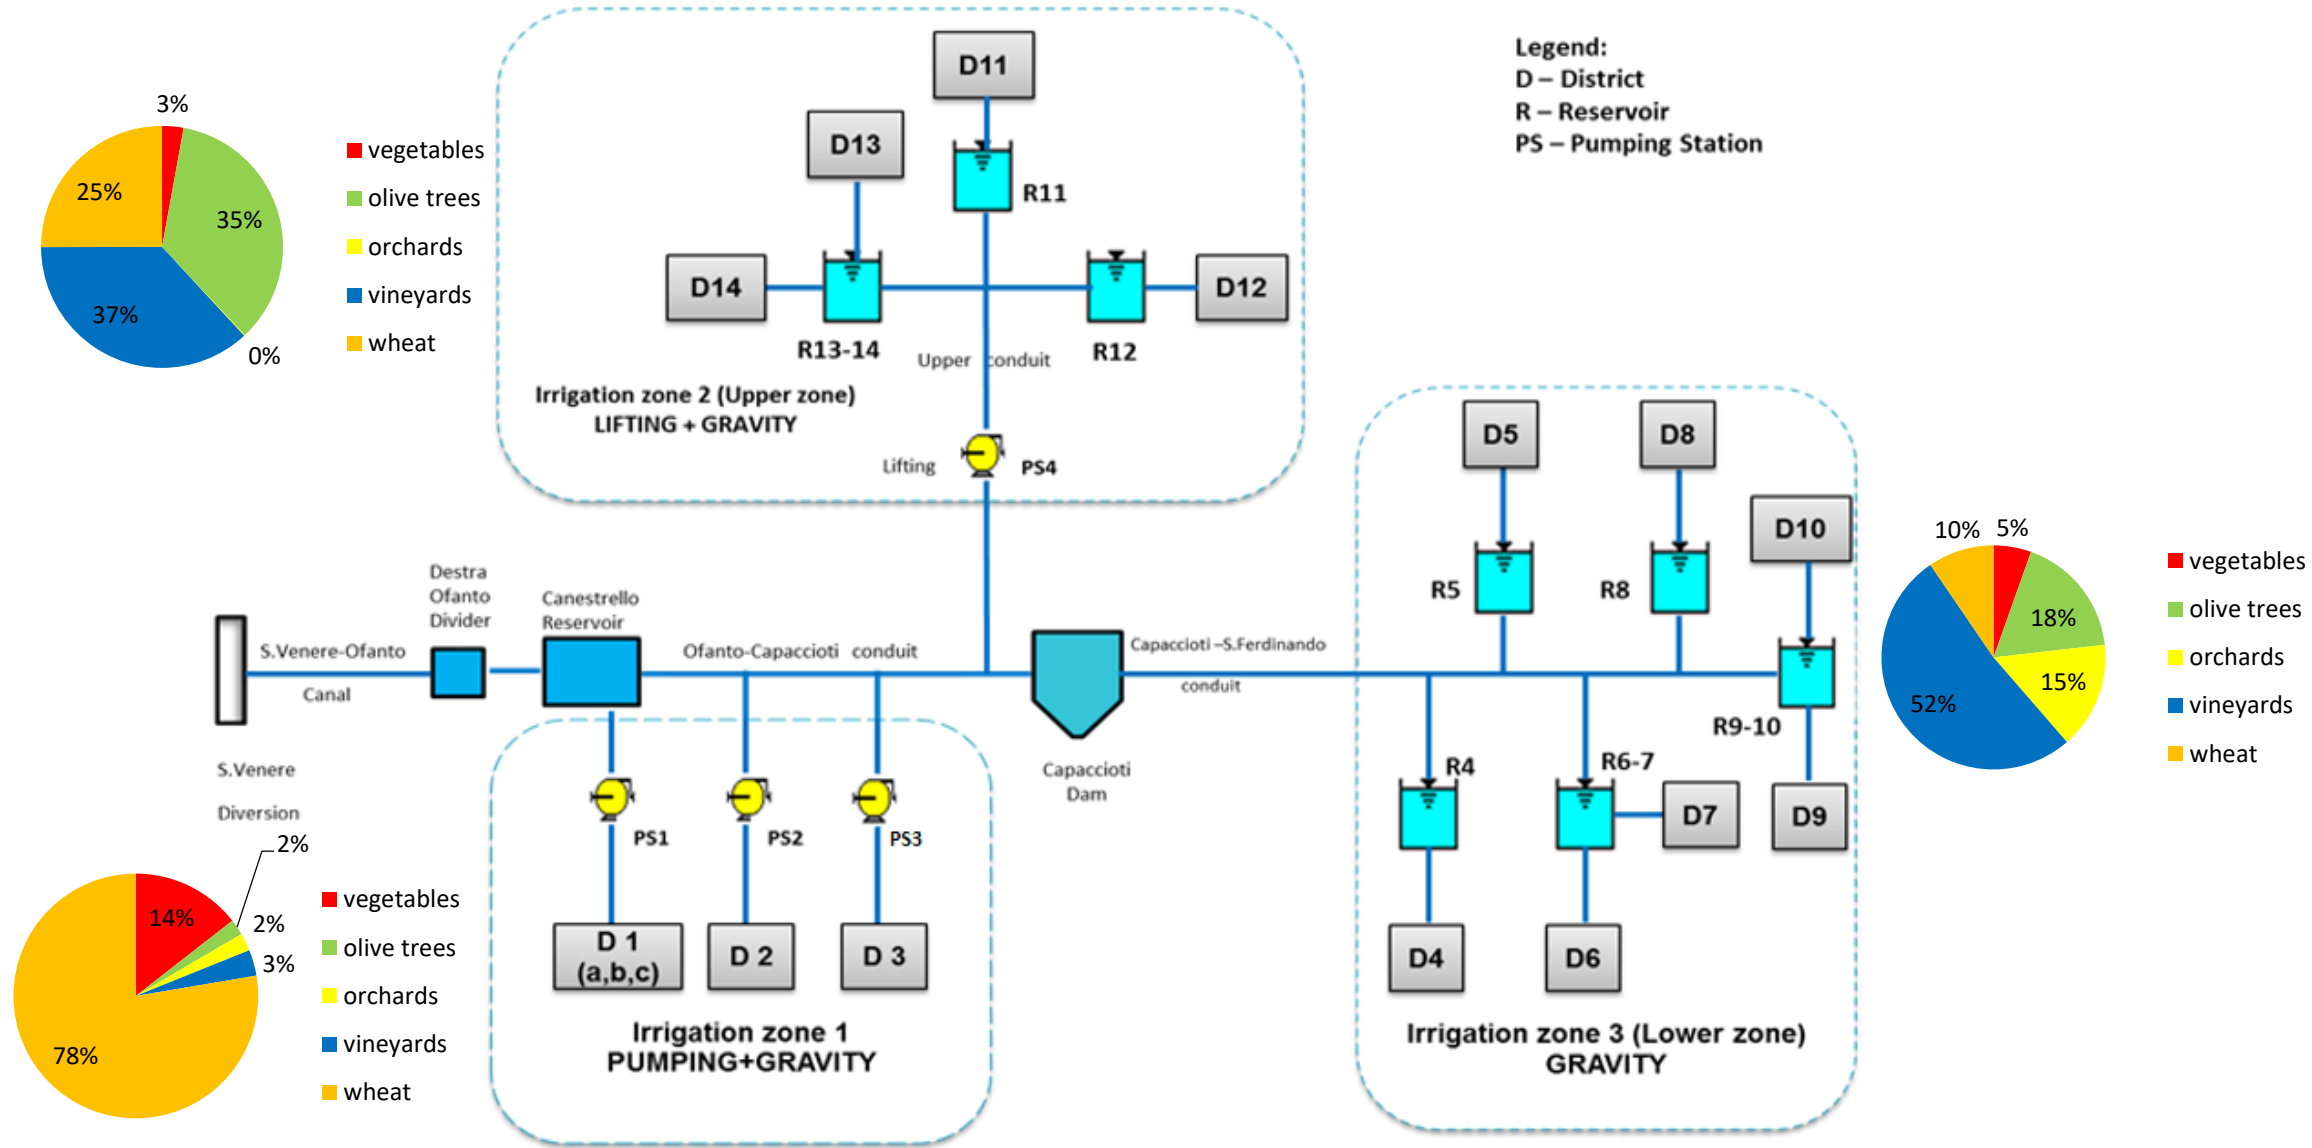 3%
35%
0%
37%
25%
vegetables
olive trees
orchards
vineyards
wheat
D11
R11
D13
D14
R13-14
D12
R12
Upper conduit
Irrigation zone 2 (Upper zone)
LIFTING + GRAVITY
Lifting
PS4
Legend:
D – District
R – Reservoir
PS – Pumping Station
S.Venere-Ofanto
Canal
S.Venere
Diversion
Destra
Ofanto
Divider
Canestrello
Reservoir
Ofanto-Capaccioti conduit
Capaccioti
Dam
Capaccioti –S.Ferdinando
conduit
PS1
PS2
PS3
D 1
(a,b,c)
D 2
D 3
Irrigation zone 1
PUMPING+GRAVITY
D5
D8
D10
R5
R8
R9-10
R4
R6-7
D7
D9
D4
D6
Irrigation zone 3 (Lower zone)
GRAVITY
10%
5%
18%
15%
52%
vegetables
olive trees
orchards
vineyards
wheat
2%
14%
2%
3%
78%
vegetables
olive trees
orchards
vineyards
wheat